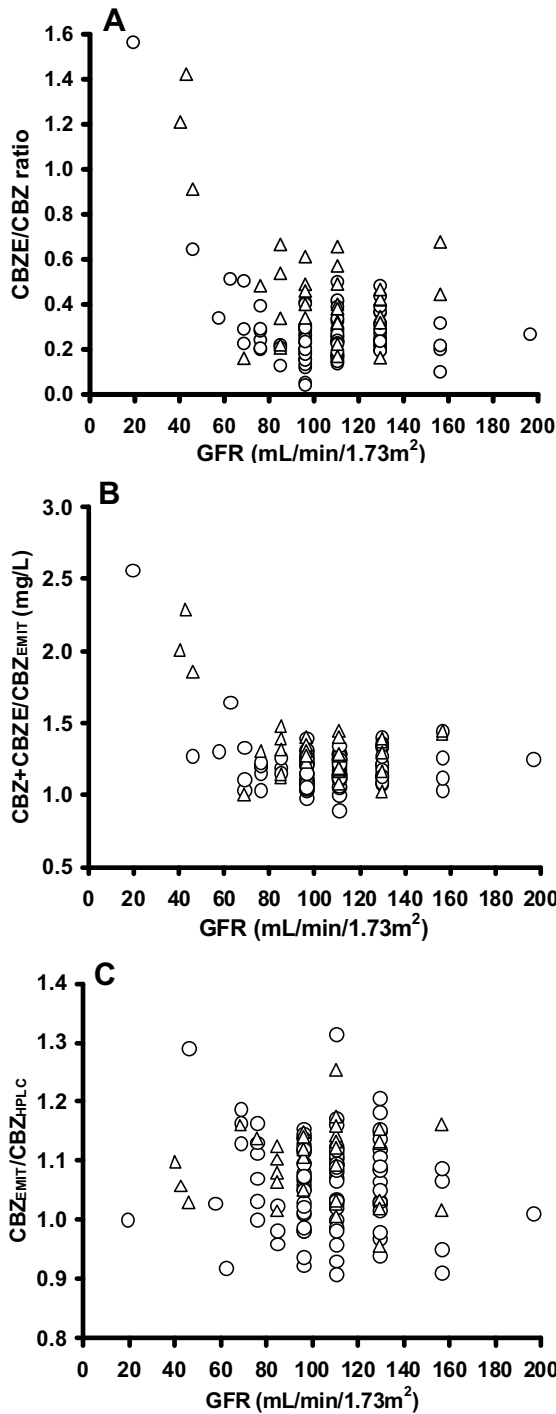 A
CBZE/CBZ ratio
1.6
1.4
1.2
1.0
0.8
0.6
0.4
0.2
0.0
0 20 40 60 80 100 120 140 160 180 200
GFR (mL/min/1.73m²)
B
CBZ+CBZE/CBZEMIT (mg/L)
3.0
2.5
2.0
1.5
1.0
0.5
0 20 40 60 80 100 120 140 160 180 200
GFR (mL/min/1.73m²)
C
CBZEMIT/CBZHPLC
1.4
1.3
1.2
1.1
1.0
0.9
0.8
0 20 40 60 80 100 120 140 160 180 200
GFR (mL/min/1.73m²)